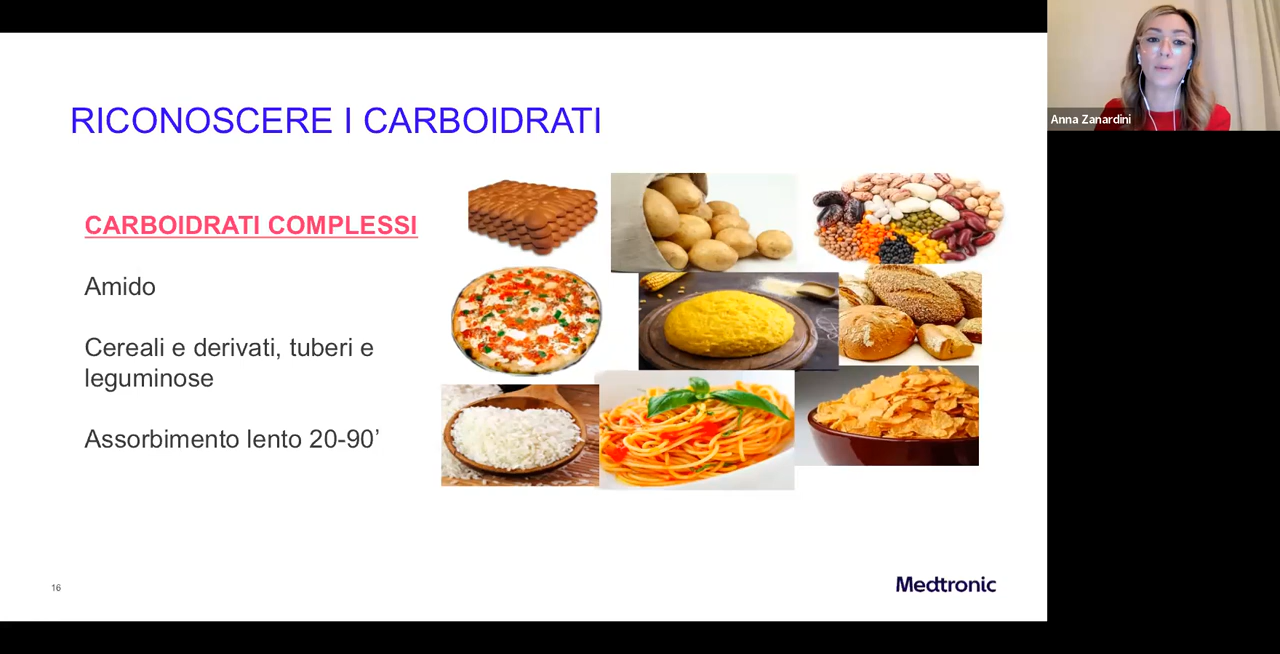 RICONOSCERE I CARBOIDRATI
CARBOIDRATI COMPLESSI
Amido
Cereali e derivati, tuberi e
leguminose
Assorbimento lento 20-90’
16
Medtronic
Anna Zanardini